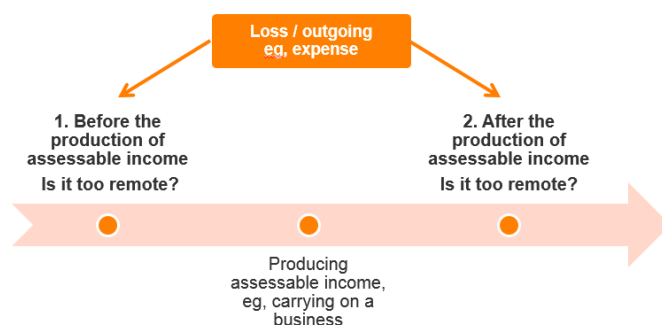 Loss / outgoing
eg, expense
1. Before the
production of
assessable income
Is it too remote?
2. After the
production of
assessable income
Is it too remote?
Producing
assessable income,
eg, carrying on a
business